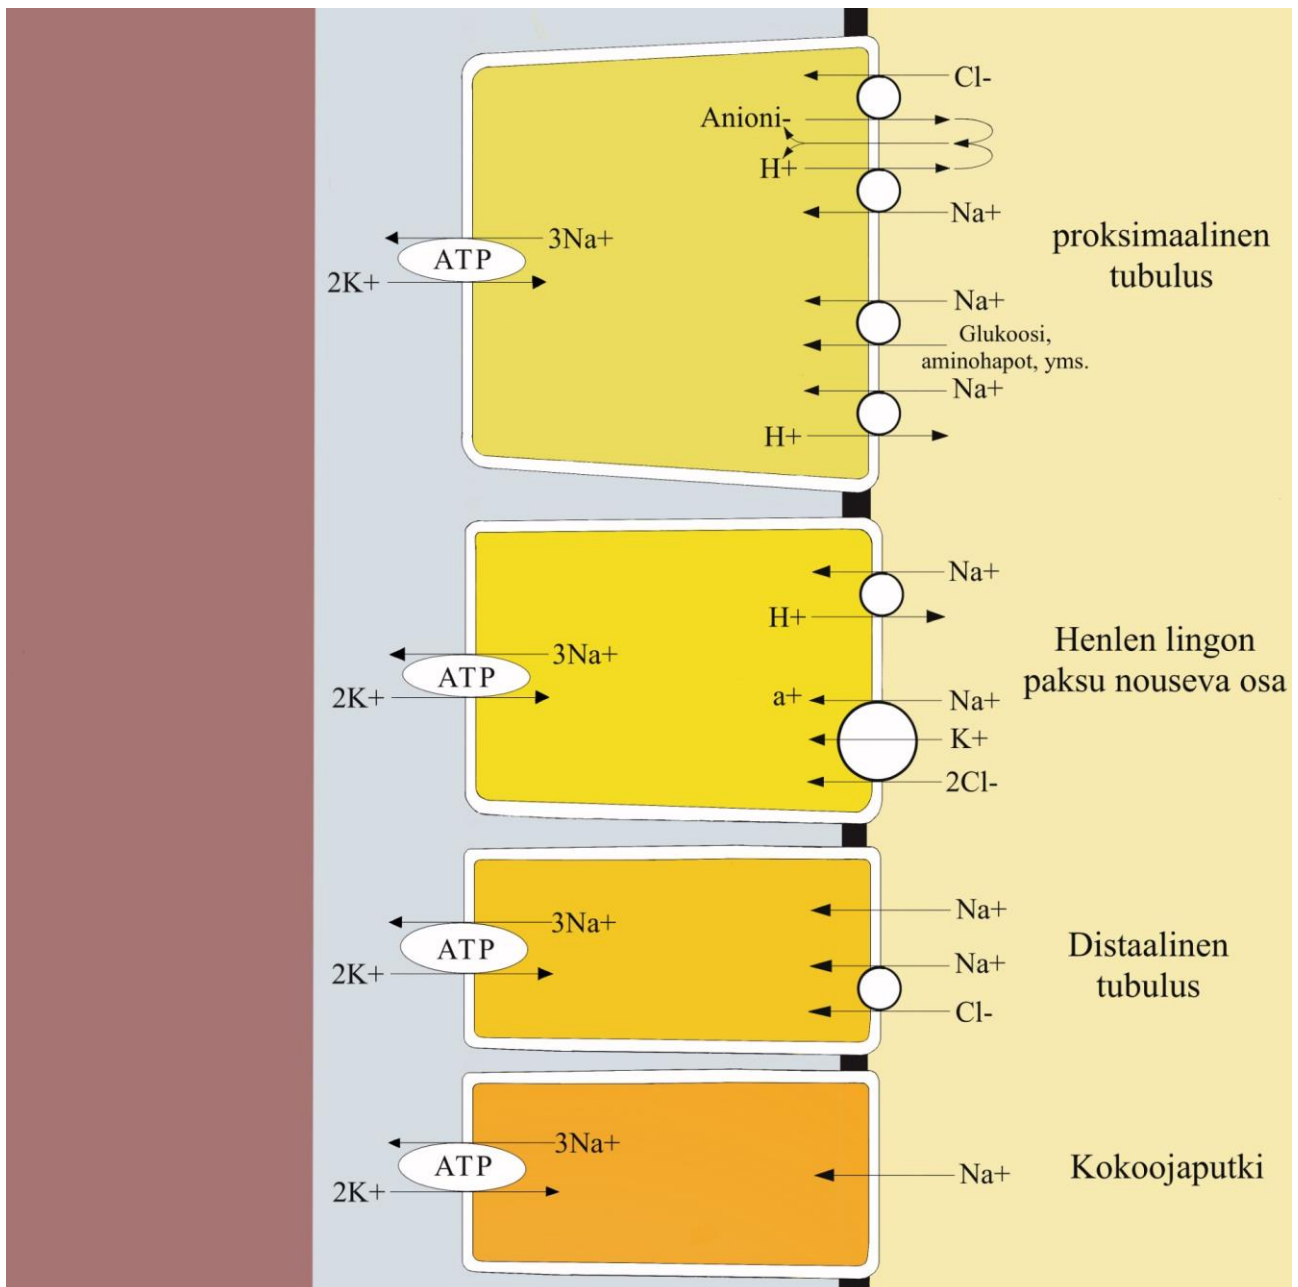 Cl-
Anioni-
H+
Na+
3Na+
ATP
2K+
proksimaalinen
tubulus
Na+
Glukoosi,
aminohapot, yms.
Na+
H+
Na+
H+
3Na+
ATP
2K+
Henlen lingon
paksu nouseva osa
a+
Na+
K+
2Cl-
3Na+
ATP
2K+
Na+
Na+
Cl-
Distaalinen
tubulus
3Na+
ATP
2K+
Na+
Kokoojaputki